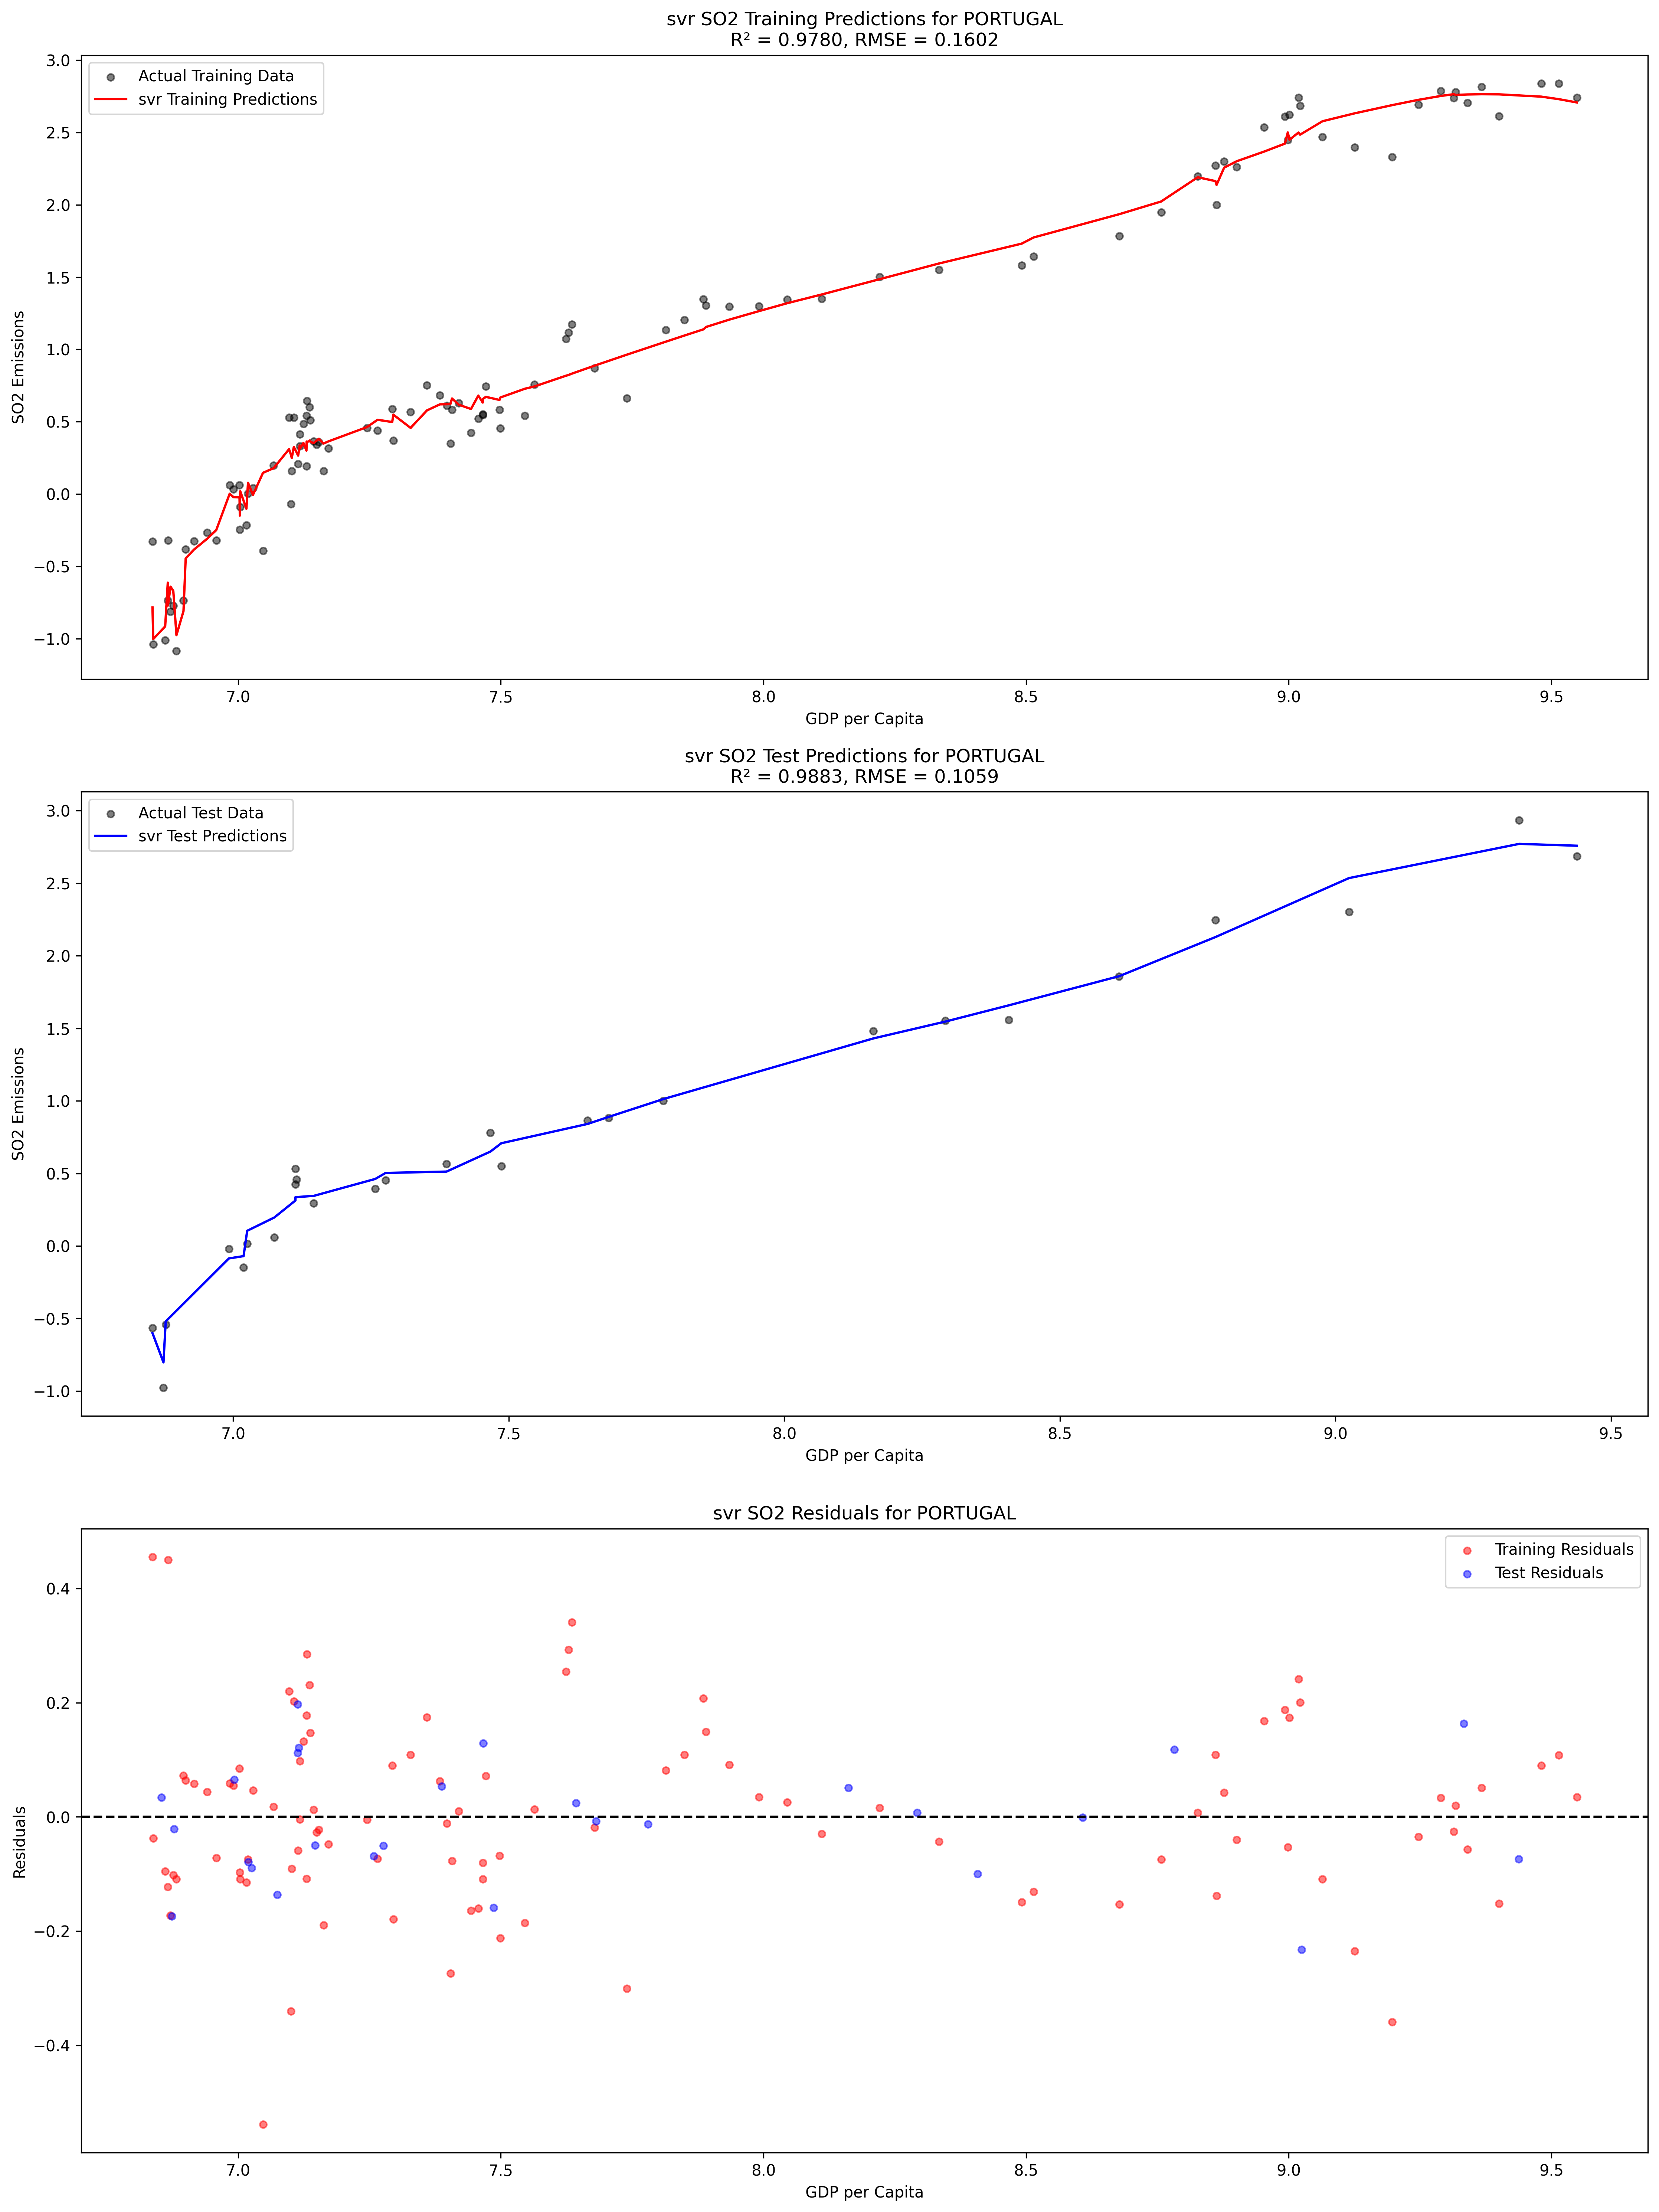 svr SO2 Training Predictions for PORTUGAL
R² = 0.9780, RMSE = 0.1602
Actual Training Data
svr Training Predictions
3.0
2.5
2.0
1.5
1.0
0.5
0.0
−0.5
−1.0
SO2 Emissions
7.0 7.5 8.0 8.5 9.0 9.5
GDP per Capita
svr SO2 Test Predictions for PORTUGAL
R² = 0.9883, RMSE = 0.1059
Actual Test Data
svr Test Predictions
3.0
2.5
2.0
1.5
1.0
0.5
0.0
−0.5
−1.0
SO2 Emissions
7.0 7.5 8.0 8.5 9.0 9.5
GDP per Capita
svr SO2 Residuals for PORTUGAL
Training Residuals
Test Residuals
0.4
0.2
0.0
−0.2
−0.4
Residuals
7.0 7.5 8.0 8.5 9.0 9.5
GDP per Capita